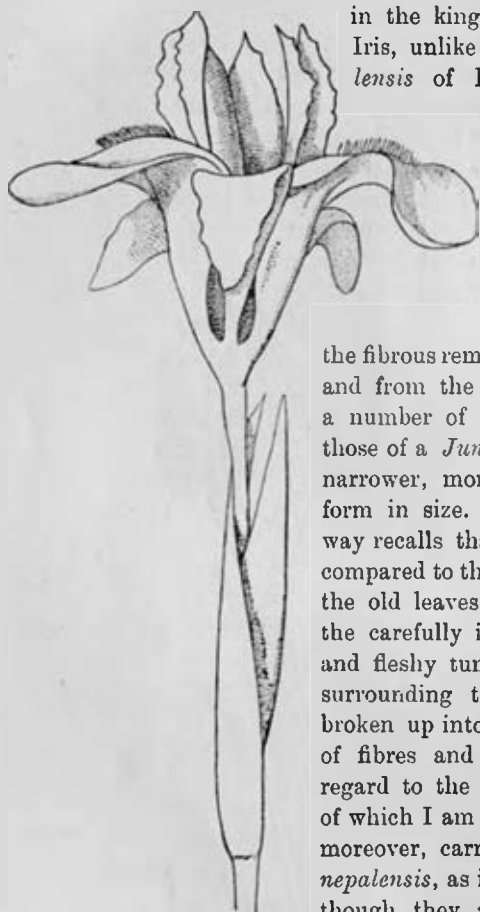 in the king
Iris, unlike
lensis of
the fibrous rem
and from the
a number of
those of a Jun
narrower, mor
form in size.
way recalls tha
compared to th
the old leaves
the carefully i
and fleshy tun
surrounding t
broken up into
of fibres and
regard to the
of which I am
moreover, carr
nepalensis, as i
though they